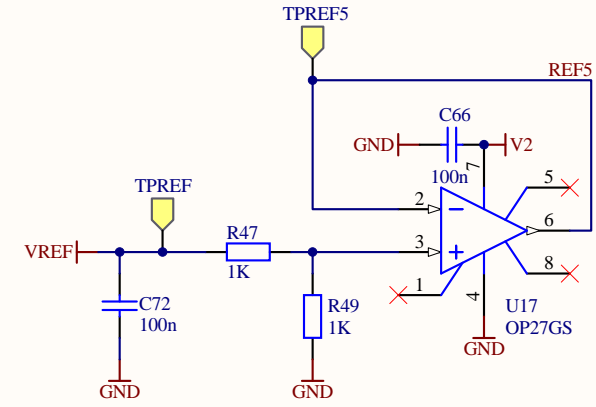 TPREF5
REF5
C66
GND
V2
100n
7
5
TPREF
2
6
R47
VREF
3
1K
8
1
C72
100n
R49
1K
4
U17
OP27GS
GND
GND
GND